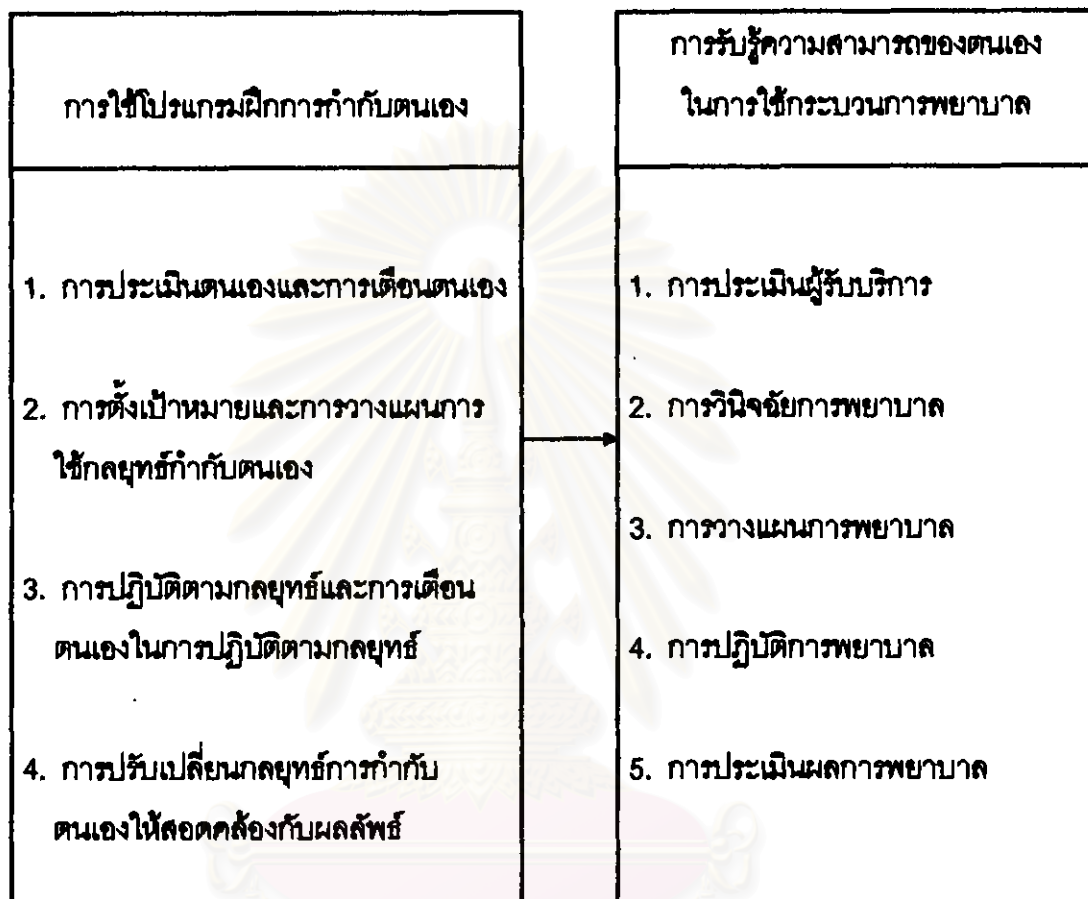 การใช้โปรแกรมฝึกการกำกับตนเอง
1. การประเมินตนเองและการเตือนตนเอง
2. การตั้งเป้าหมายและการวางแผนการ
ใช้กลยุทธ์กำกับตนเอง
3. การปฏิบัติตามกลยุทธ์และการเตือน
ตนเองในการปฏิบัติตามกลยุทธ์
4. การปรับเปลี่ยนกลยุทธ์การกำกับ
ตนเองให้สอดคล้องกับผลลัพธ์
การรับรู้ความสามารถของตนเอง
ในการใช้กระบวนการพยาบาล
1. การประเมินผู้รับบริการ
2. การวินิจฉัยการพยาบาล
3. การวางแผนการพยาบาล
4. การปฏิบัติการพยาบาล
5. การประเมินผลการพยาบาล